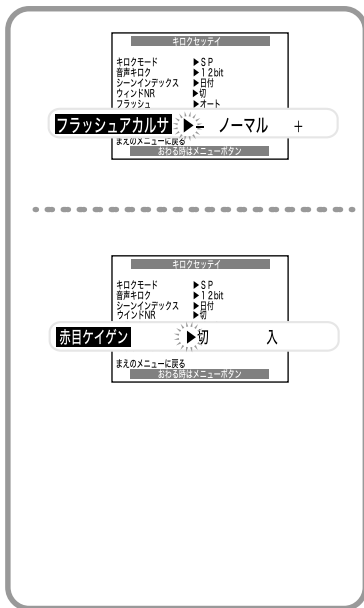 キロクセッテイ
キロクモード ▶SP
音声キロク ▶12bit
シーンインデックス ▶日付
ウィンドNR ▶切
フラッシュ ▶オート
フラッシュアカルサ ▶- ノーマル +
まえのメニューに戻る
おわる時はメニューボタン
キロクセッテイ
キロクモード ▶SP
音声キロク ▶12bit
シーンインデックス ▶日付
ウインドNR ▶切
赤目ケイゲン ▶切 入
まえのメニューに戻る
おわる時はメニューボタン